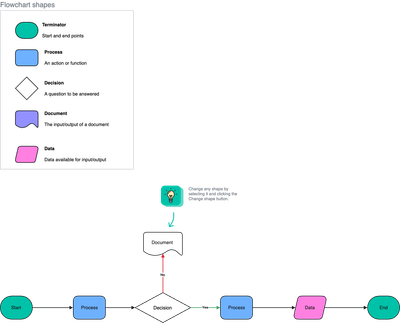 Flowchart shapes
Terminator
Start and end points
Process
An action or function
Decision
A question to be answered
Document
The input/output of a document
Data
Data available for input/output
Change any shape by
selecting it and clicking the
Change shape button.
Document
No
Start
Process
Decision
Yes
Process
Data
End